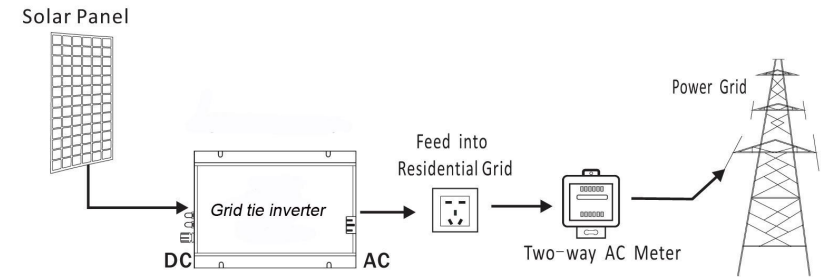 Solar Panel
Power Grid
Feed into
Residential Grid
Grid tie inverter
DC
AC
Two-way AC Meter